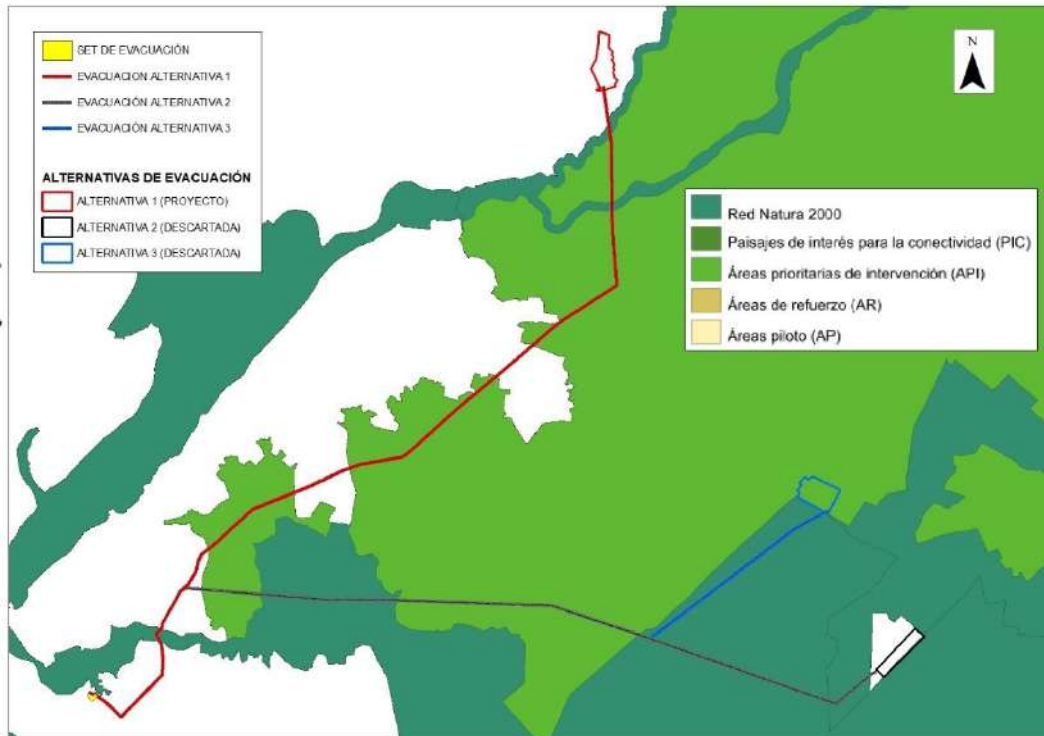 SET DE EVACUACIÓN
EVACUACION ALTERNATIVA 1
EVACUACIÓN ALTERNATIVA 2
EVACUACIÓN ALTERNATIVA 3
ALTERNATIVAS DE EVACUACIÓN
ALTERNATIVA 1 (PROYECTO)
ALTERNATIVA 2 (DESCARTADA)
ALTERNATIVA 3 (DESCARTADA)
N
Red Natura 2000
Paisajes de interés para la conectividad (PIC)
Áreas prioritarias de intervención (API)
Áreas de refuerzo (AR)
Áreas piloto (AP)